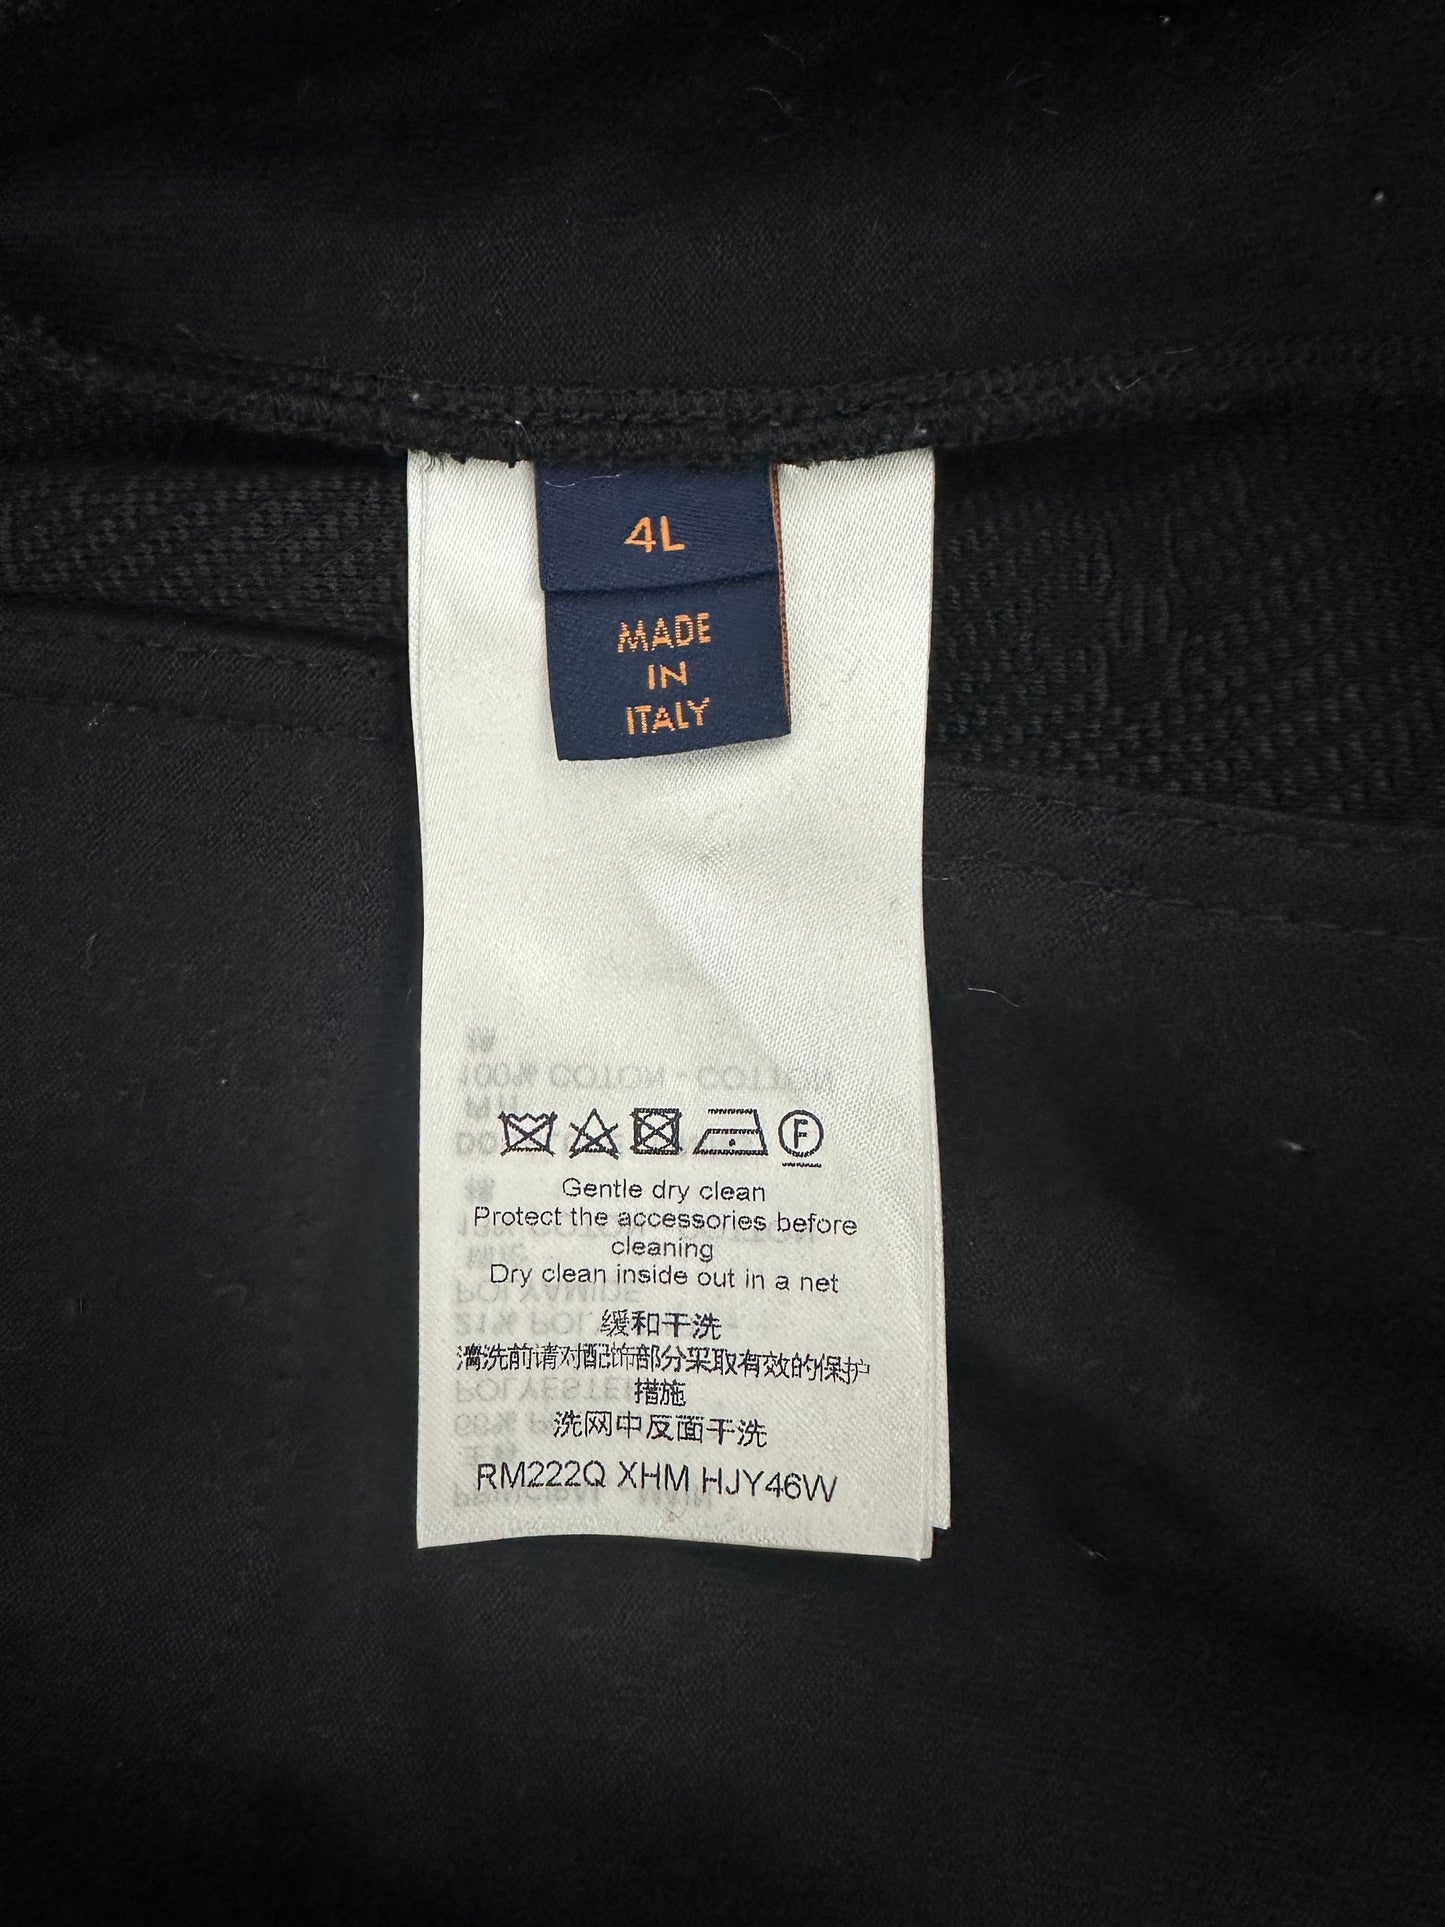 4L
MADE
IN
ITALY
F
Gentle dry clean
Protect the accessories before
cleaning
Dry clean inside out in a net
缓和干洗
清洗前请对配饰部分采取有效的保护
措施
洗网中反面干洗
RM222Q XHM HJY46W